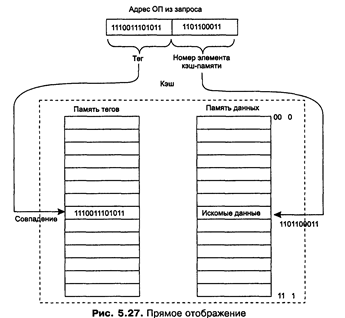 Адрес ОП из запроса
1110011101011 1101100011
Тег
Номер элемента
кэш-памяти
Кэш
Память тегов
Память данных
00 0
Совпадение
1110011101011
Искомые данные
1101100011
11 1
Рис. 5.27. Прямое отображение